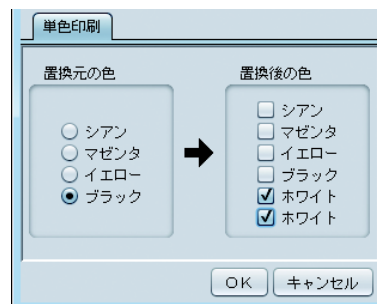 単色印刷
置換元の色
シアン
マゼンタ
イエロー
ブラック
置換後の色
シアン
マゼンタ
イエロー
ブラック
ホワイト
ホワイト
OK
キャンセル